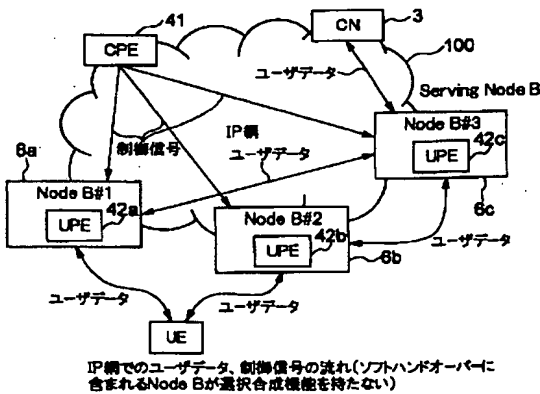 41
CPE
CN
3
100
ユーザデータ
Serving Node B
制御信号
IP網
ユーザデータ
Node B#3
UPE
42c
6c
6a
Node B#1
UPE
42a
Node B#2
UPE
42b
6b
ユーザデータ
ユーザデータ
ユーザデータ
UE
IP網でのユーザデータ、制御信号の流れ(ソフトハンドオーバーに
含まれるNode Bが選択合成機能を持たない)